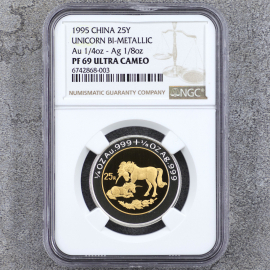 1995 CHINA 25Y
UNICORN BI-METALLIC
Au 1/4oz - Ag 1/8oz
PF 69 ULTRA CAMEO
6742868-003
NUMISMATIC GUARANTY COMPANY
NGC
¼OZ Au.999+⅛OZ Ag.999
25元